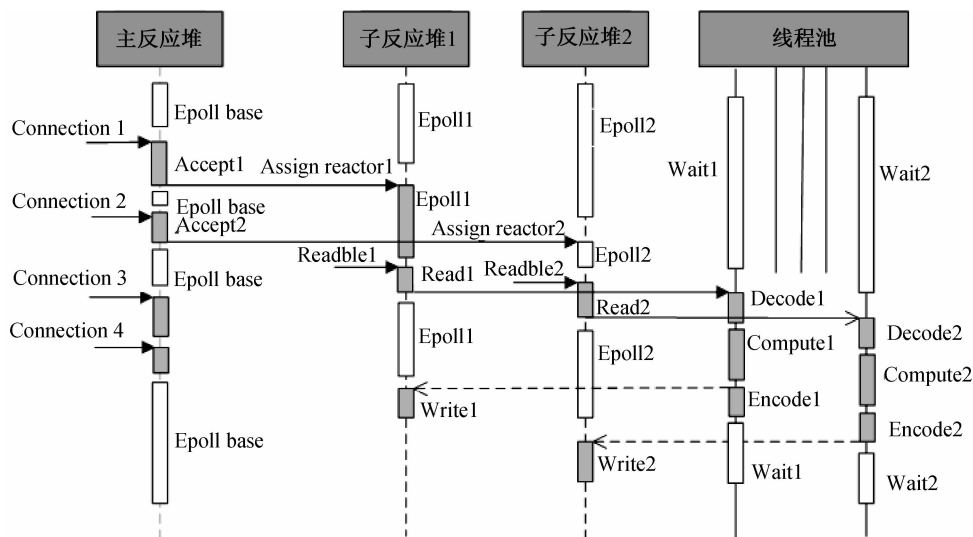 主反应堆
子反应堆1
子反应堆2
线程池
Epoll base
Epoll1
Epoll2
Connection 1
Accept1
Assign reactor1
Wait1
Wait2
Connection 2
Epoll base
Epoll1
Accept2
Assign reactor2
Readble1
Epoll2
Connection 3
Epoll base
Read1
Readble2
Decode1
Read2
Connection 4
Epoll1
Epoll2
Compute1
Decode2
Compute2
Write1
Encode1
Epoll base
Encode2
Write2
Wait1
Wait2